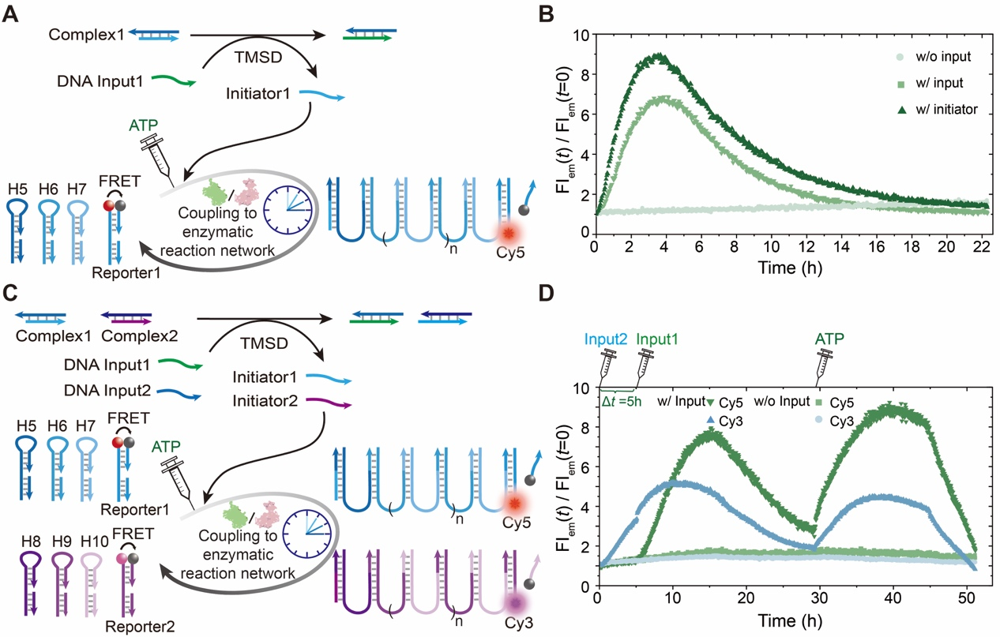 A
Complex1
TMSD
DNA Input1
Initiator1
ATP
H5 H6 H7 FRET
Coupling to
enzymatic
reaction network
Reporter1
n
Cy5
B
10
8
6
4
2
0
FI_em(t) / FI_em(t=0)
w/o input
w/ input
w/ initiator
0 2 4 6 8 10 12 14 16 18 20 22
Time (h)
C
Complex1 Complex2
TMSD
DNA Input1
DNA Input2
Initiator1
Initiator2
H5 H6 H7 FRET
ATP
Reporter1
n
Cy5
H8 H9 H10 FRET
Coupling to
enzymatic
reaction network
Reporter2
n
Cy3
D
Input2 Input1 ATP
10
8
6
4
2
0
FI_em(t) / FI_em(t=0)
Δt =5h
w/ Input Cy5 w/o Input Cy5
Cy3 Cy3
0 10 20 30 40 50
Time (h)